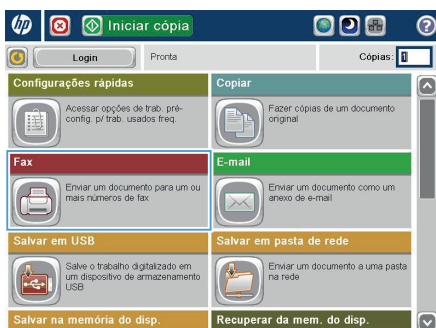 hp
Iniciar cópia
?
Login
Pronta
Cópias: 1
Configurações rápidas
Acessar opções de
trab. pré-
config. p/ trab. usados freq.
Copiar
Fazer cópias de um documento
original
Fax
Enviar um documento para um ou
mais números de fax
E-mail
Enviar um documento como um
anexo de e-mail
Salvar em USB
Salve o trabalho digitalizado em
um dispositivo de armazenamento
USB
Salvar em pasta de rede
Enviar um documento a uma pasta
na rede
Salvar na memória do disp.
Recuperar da mem. do disp.